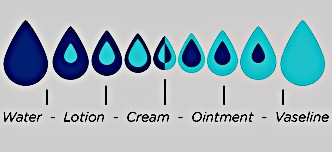 Water - Lotion - Cream - Ointment - Vaseline